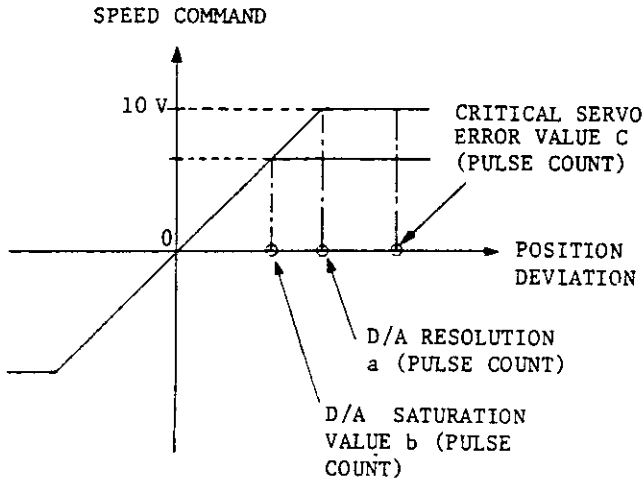 SPEED COMMAND
10 V
CRITICAL SERVO
ERROR VALUE C
(PULSE COUNT)
0
POSITION
DEVIATION
D/A RESOLUTION
a (PULSE COUNT)
D/A SATURATION
VALUE b (PULSE
COUNT)